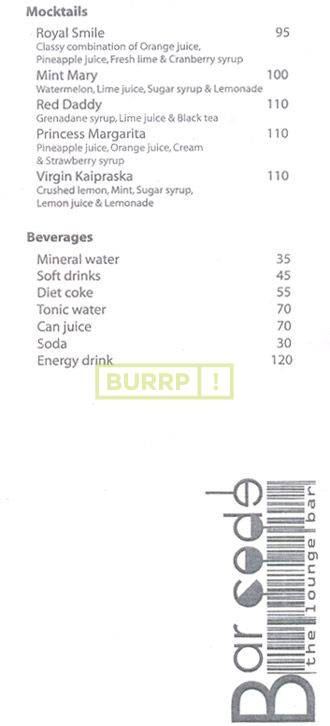 Mocktails
Royal Smile 95
Classy combination of Orange juice,
Pineapple juice, Fresh lime & Cranberry syrup
Mint Mary 100
Watermelon, Lime juice, Sugar syrup & Lemonade
Red Daddy 110
Grenadane syrup, Lime juice & Black tea
Princess Margarita 110
Pineapple juice, Orange juice, Cream
& Strawberry syrup
Virgin Kaipraska 110
Crushed lemon, Mint, Sugar syrup,
Lemon juice & Lemonade
Beverages
Mineral water 35
Soft drinks 45
Diet coke 55
Tonic water 70
Can juice 70
Soda 30
Energy drink 120
BURRP!
Bar code
the lounge bar